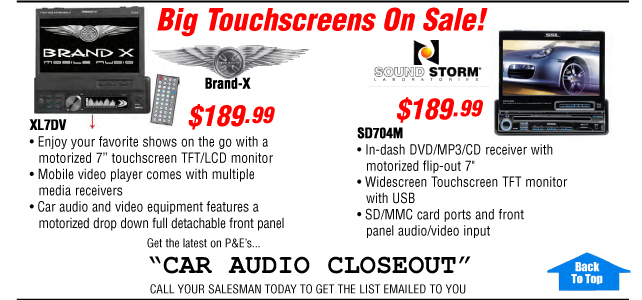 Big Touchscreens On Sale!
BRAND X
MOBILE AUDIO
Brand-X
$189.99
XL7DV
• Enjoy your favorite shows on the go with a
motorized 7” touchscreen TFT/LCD monitor
• Mobile video player comes with multiple
media receivers
• Car audio and video equipment features a
motorized drop down full detachable front panel
SOUND STORM
LABORATORIES
SSL
$189.99
SD704M
• In-dash DVD/MP3/CD receiver with
motorized flip-out 7"
• Widescreen Touchscreen TFT monitor
with USB
• SD/MMC card ports and front
panel audio/video input
Get the latest on P&E's...
“CAR AUDIO CLOSEOUT”
CALL YOUR SALESMAN TODAY TO GET THE LIST EMAILED TO YOU
Back
To Top